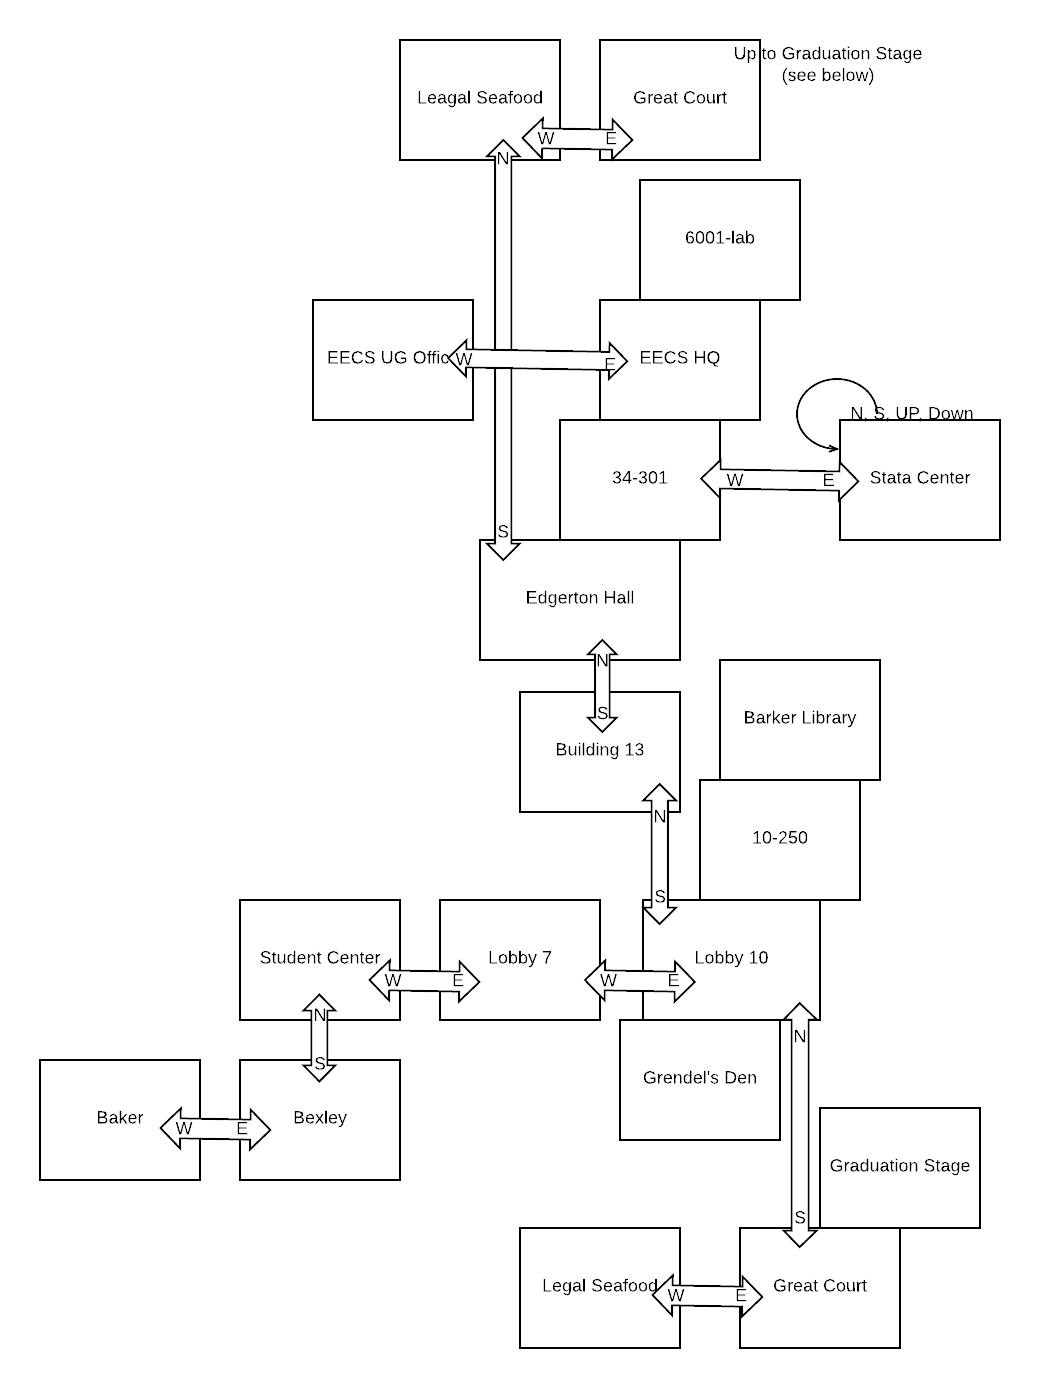 Up to Graduation Stage
(see below)
Leagal Seafood
Great Court
W
E
N
6001-lab
EECS UG Offic
W
E
EECS HQ
N, S, UP, Down
34-301
W
E
Stata Center
S
Edgerton Hall
N
S
Building 13
Barker Library
N
10-250
S
Student Center
Lobby 7
Lobby 10
W
E
W
E
N
N
S
Grendel's Den
Baker
W
E
Bexley
Graduation Stage
S
Legal Seafood
W
E
Great Court